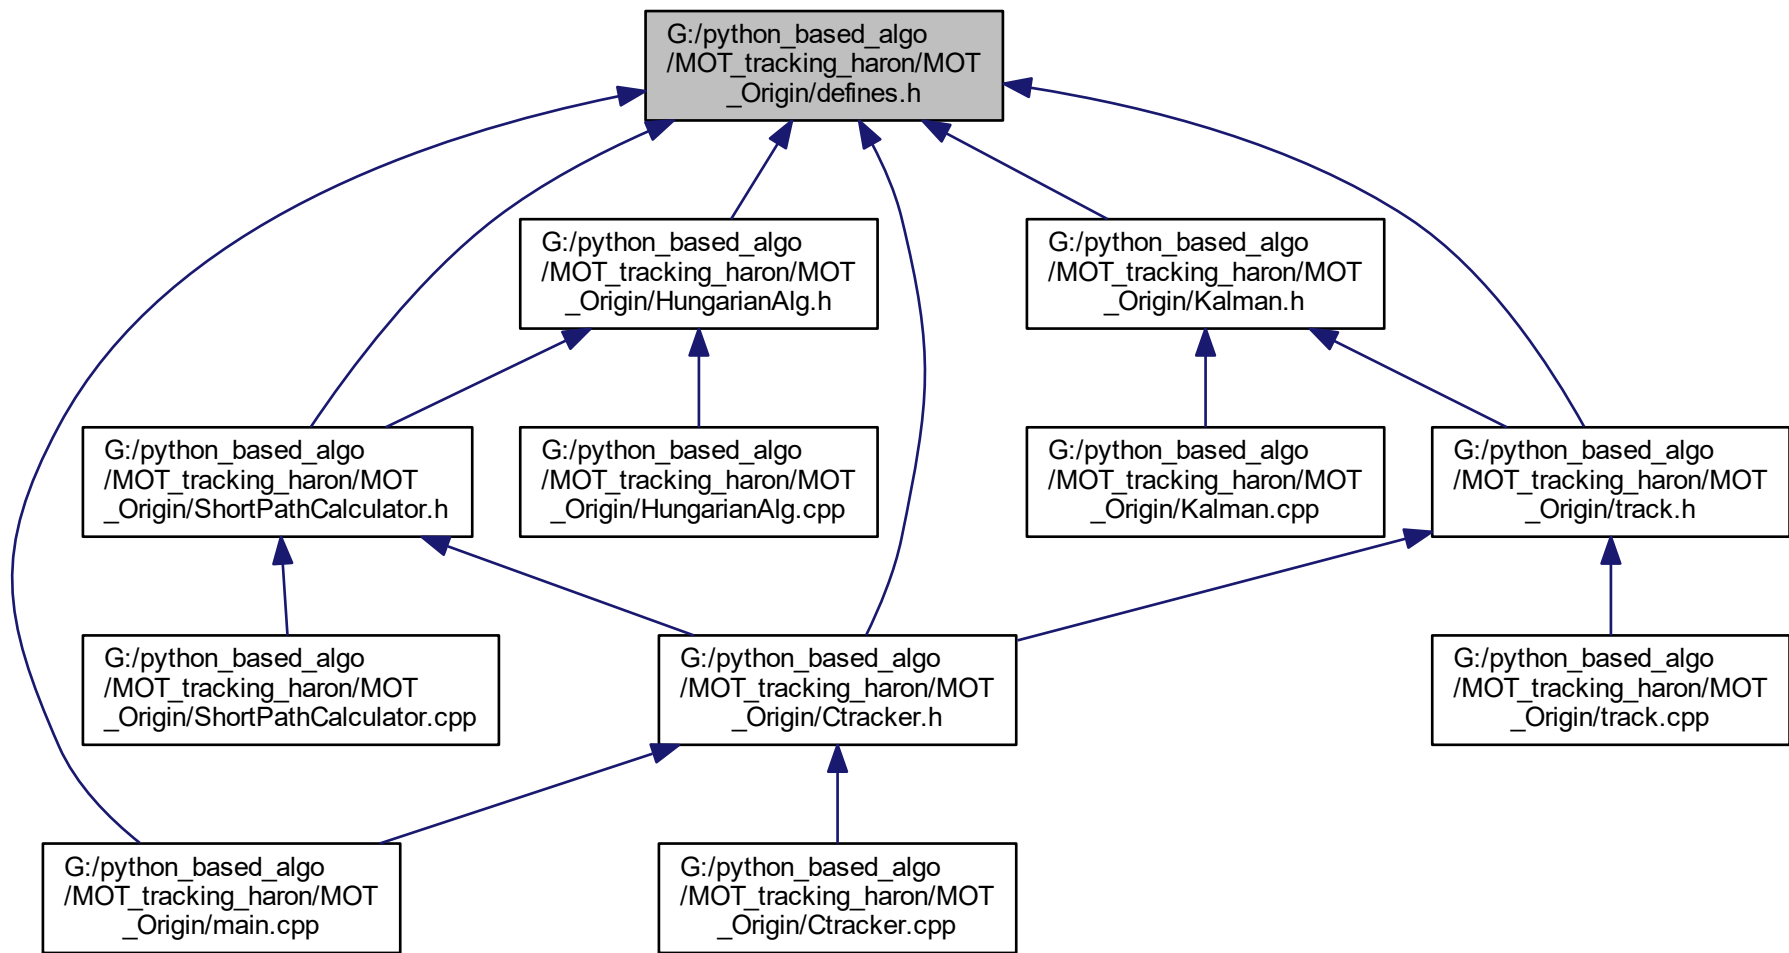 G:/python_based_algo
/MOT_tracking_haron/MOT
_Origin/defines.h
G:/python_based_algo
/MOT_tracking_haron/MOT
_Origin/HungarianAlg.h
G:/python_based_algo
/MOT_tracking_haron/MOT
_Origin/Kalman.h
G:/python_based_algo
/MOT_tracking_haron/MOT
_Origin/ShortPathCalculator.h
G:/python_based_algo
/MOT_tracking_haron/MOT
_Origin/HungarianAlg.cpp
G:/python_based_algo
/MOT_tracking_haron/MOT
_Origin/Kalman.cpp
G:/python_based_algo
/MOT_tracking_haron/MOT
_Origin/track.h
G:/python_based_algo
/MOT_tracking_haron/MOT
_Origin/ShortPathCalculator.cpp
G:/python_based_algo
/MOT_tracking_haron/MOT
_Origin/Ctracker.h
G:/python_based_algo
/MOT_tracking_haron/MOT
_Origin/track.cpp
G:/python_based_algo
/MOT_tracking_haron/MOT
_Origin/main.cpp
G:/python_based_algo
/MOT_tracking_haron/MOT
_Origin/Ctracker.cpp